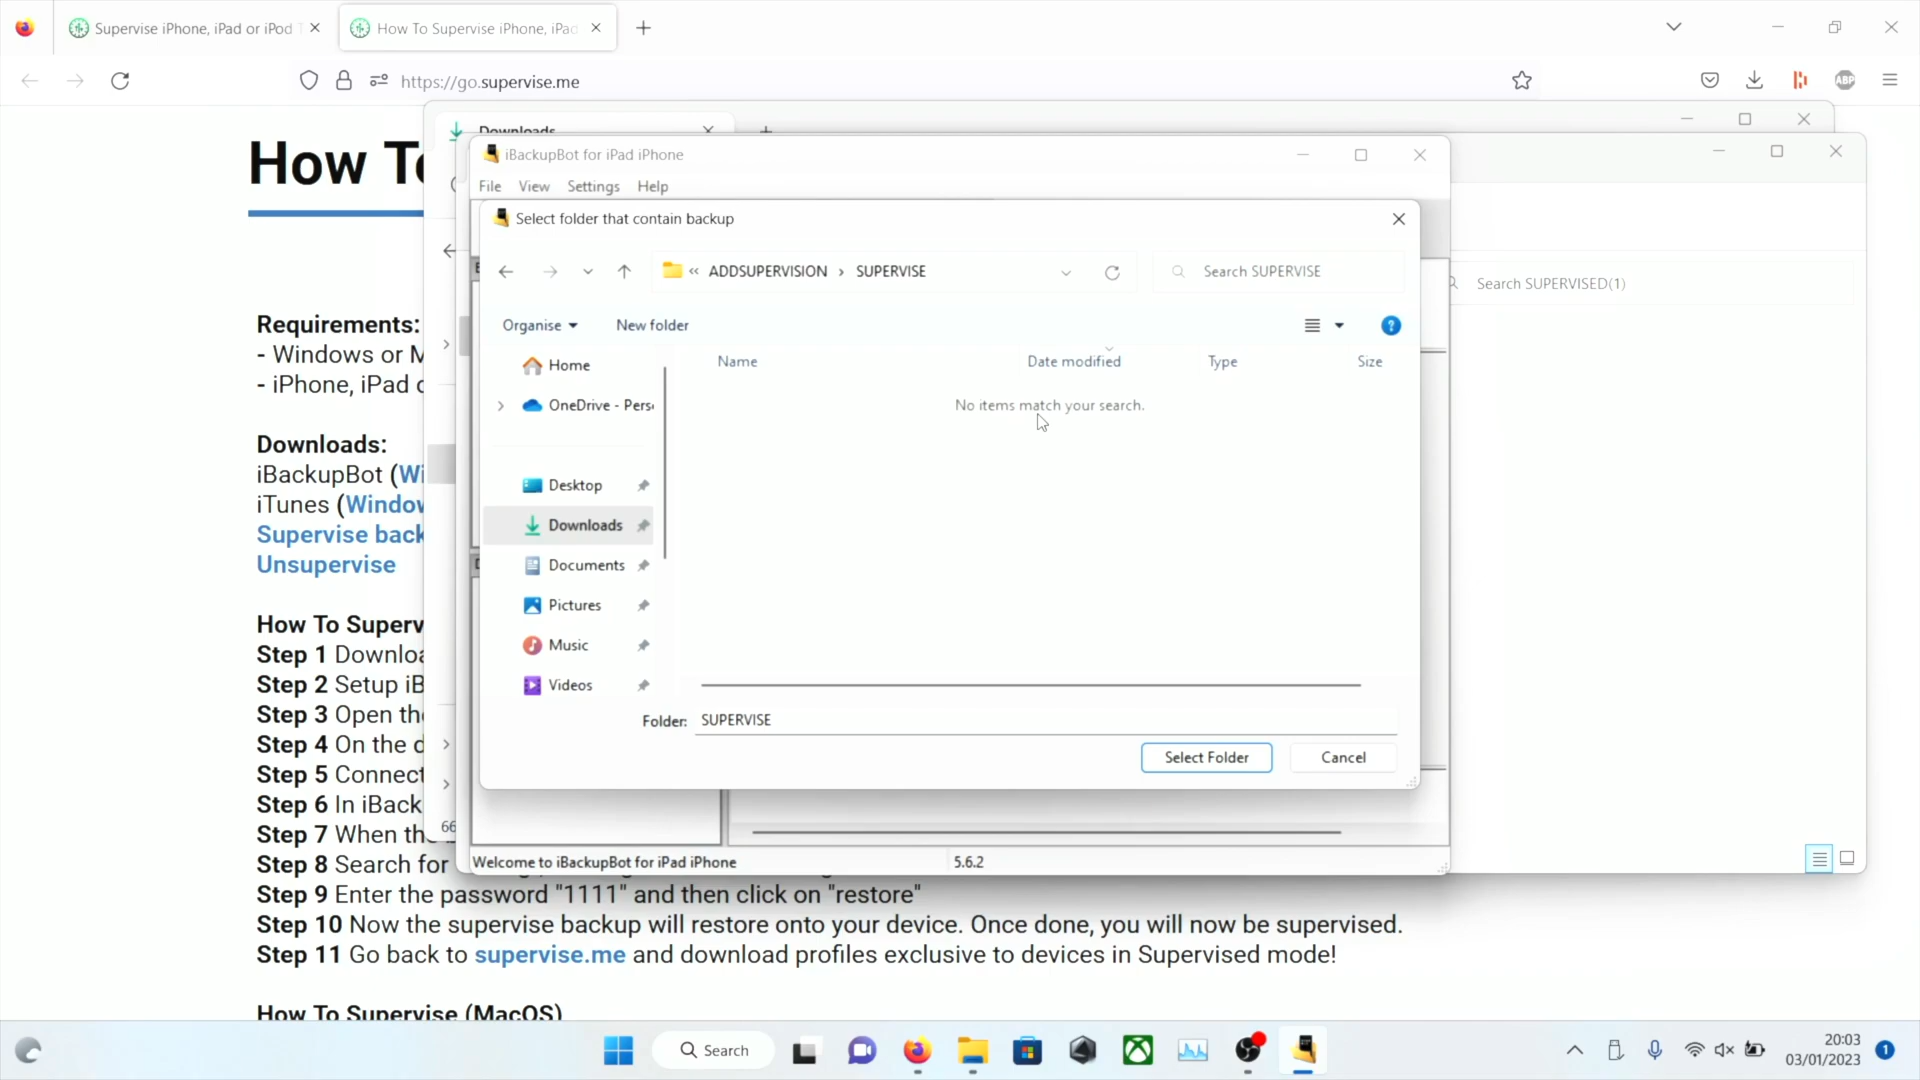 Supervise iPhone, iPad or iPod T
How To Supervise iPhone, iPad
https://go.supervise.me
ABP
Downloads
How To
iBackupBot for iPad iPhone
File View Settings Help
Select folder that contain backup
« ADDSUPERVISION › SUPERVISE
Search SUPERVISE
Search SUPERVISED(1)
Organise
New folder
Home
OneDrive - Pers
Desktop
Downloads
Documents
Pictures
Music
Videos
Name
Date modified
Type
Size
No items match your search.
Folder:
SUPERVISE
Select Folder
Cancel
66
Welcome to iBackupBot for iPad iPhone
5.6.2
Requirements:
- Windows or M
- iPhone, iPad o
Downloads:
iBackupBot (Wi
iTunes (Window
Supervise back
Unsupervise
How To Superv
Step 1 Downloa
Step 2 Setup iB
Step 3 Open the
Step 4 On the d
Step 5 Connect
Step 6 In iBack
Step 7 When the
Step 8 Search for
Step 9 Enter the password "1111" and then click on "restore"
Step 10 Now the supervise backup will restore onto your device. Once done, you will now be supervised.
Step 11 Go back to supervise.me and download profiles exclusive to devices in Supervised mode!
How To Supervise (MacOS)
Search
20:03
03/01/2023
1